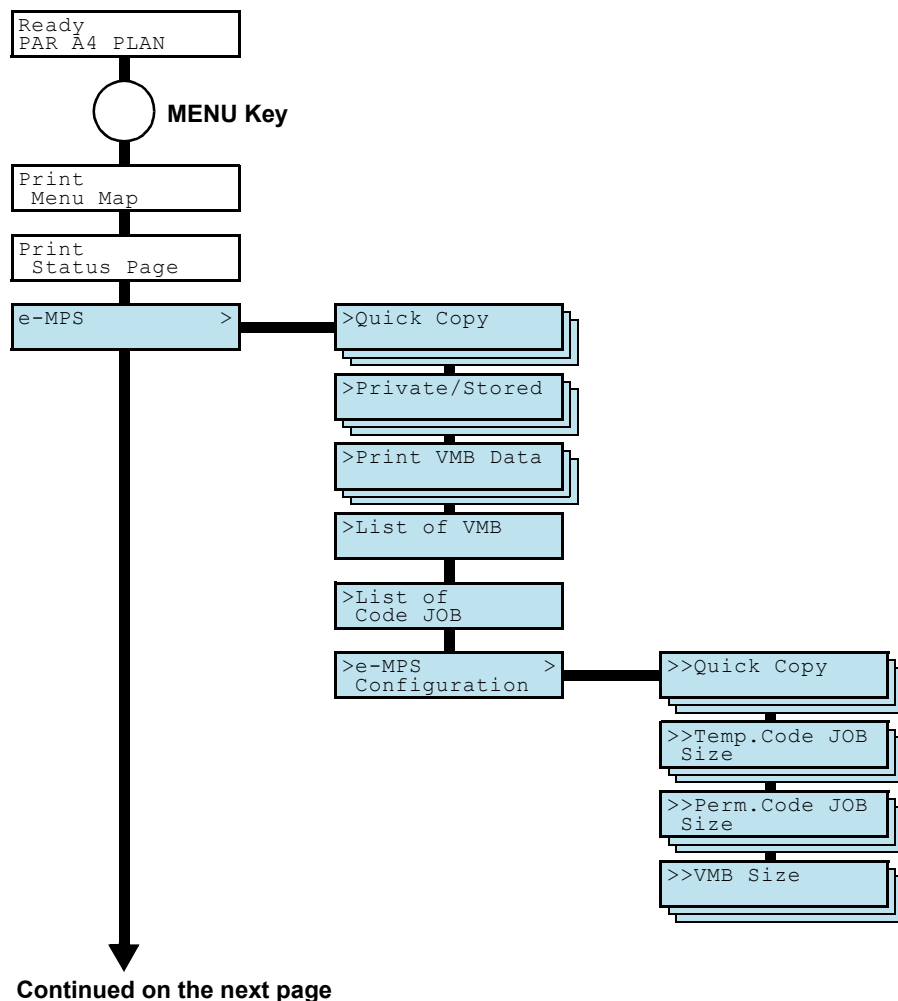 Ready
PAR A4 PLAN
MENU Key
Print
Menu Map
Print
Status Page
e-MPS >
>Quick Copy
>Private/Stored
>Print VMB Data
>List of VMB
>List of
Code JOB
>e-MPS >
Configuration
>>Quick Copy
>>Temp.Code JOB
Size
>>Perm.Code JOB
Size
>>VMB Size
Continued on the next page